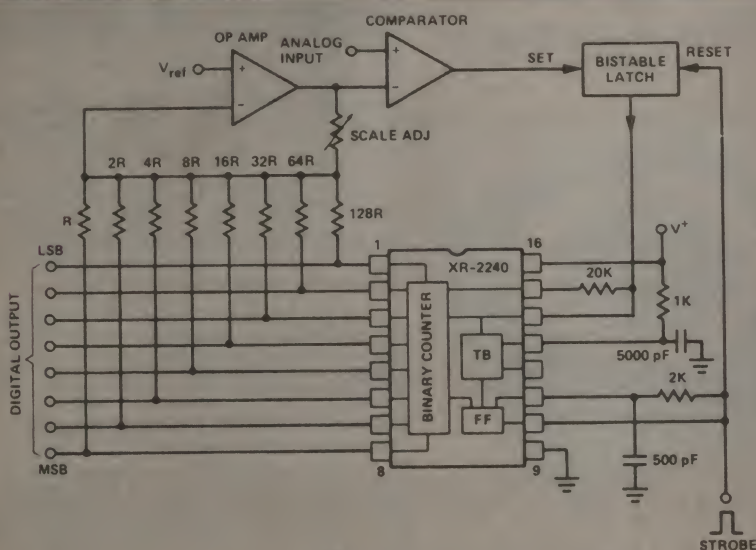 COMPARATOR
OP AMP
ANALOG
INPUT
SET
RESET
BISTABLE
LATCH
Vref
+
−
+
−
SCALE ADJ
2R 4R 8R 16R 32R 64R
R
128R
LSB
1
16
V+
XR-2240
20K
1K
DIGITAL OUTPUT
BINARY COUNTER
TB
5000 pF
2K
FF
500 pF
MSB
8
9
STROBE